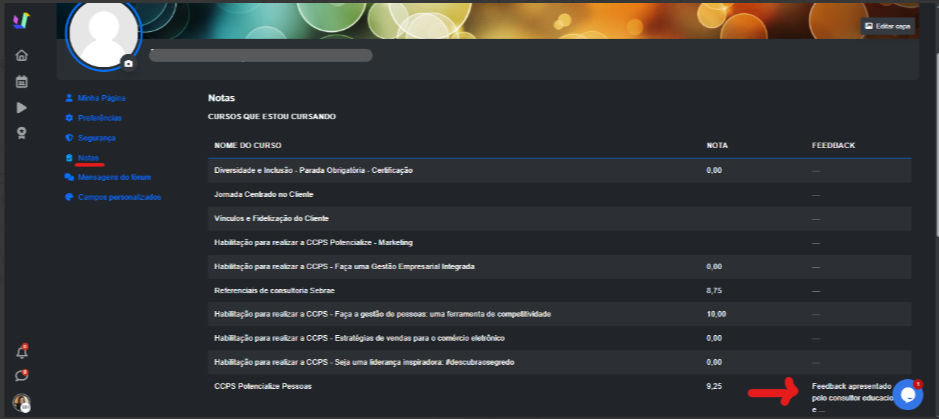 Editar capa
Minha Página
Preferências
Segurança
Notas
Mensagens do fórum
Campos personalizados
Notas
CURSOS QUE ESTOU CURSANDO
NOME DO CURSO NOTA FEEDBACK
Diversidade e Inclusão - Parada Obrigatória - Certificação 0,00 —
Jornada Centrado no Cliente —
Vínculos e Fidelização do Cliente —
Habilitação para realizar a CCPS Potencialize - Marketing —
Habilitação para realizar a CCPS - Faça uma Gestão Empresarial Integrada 0,00 —
Referenciais de consultoria Sebrae 8,75 —
Habilitação para realizar a CCPS - Faça a gestão de pessoas: uma ferramenta de competitividade 10,00 —
Habilitação para realizar a CCPS - Estratégias de vendas para o comércio eletrônico 0,00 —
Habilitação para realizar a CCPS - Seja uma liderança inspiradora: #descubraosegredo 0,00 —
CCPS Potencialize Pessoas 9,25 Feedback apresentado
pelo consultor educacio
e ...